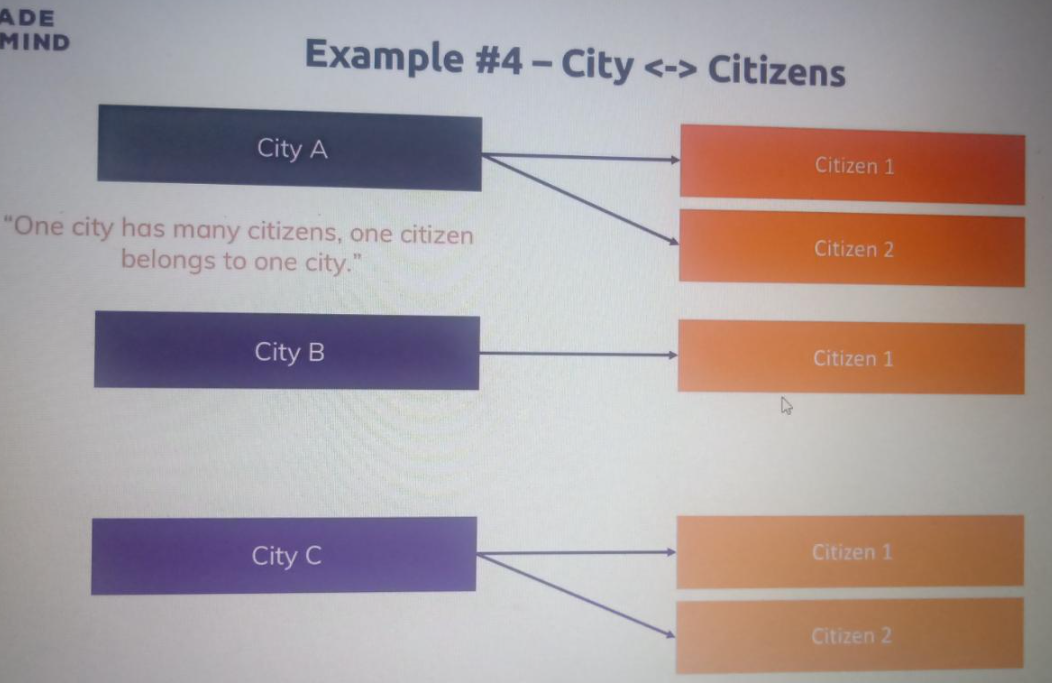 ADE
MIND
Example #4 – City <-> Citizens
City A
Citizen 1
Citizen 2
“One city has many citizens, one citizen
belongs to one city.”
City B
Citizen 1
City C
Citizen 1
Citizen 2